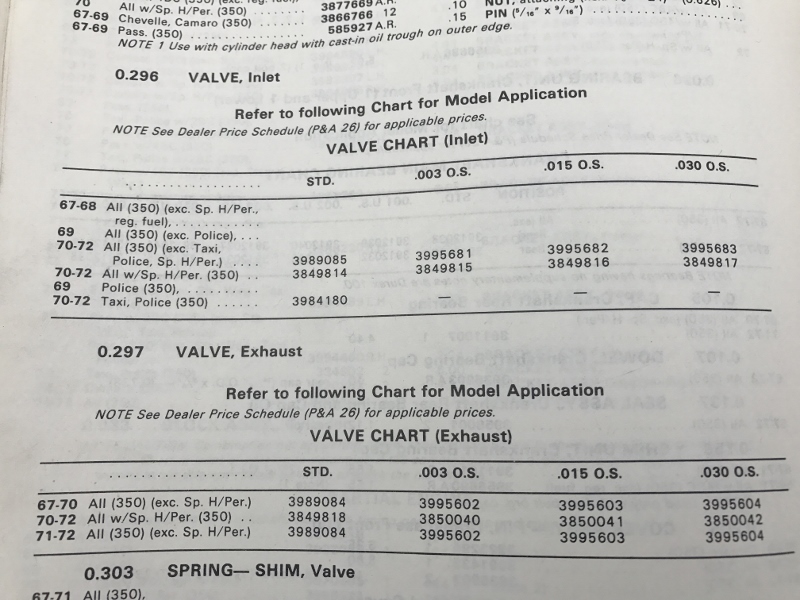 70 All w/Sp. H/Per. (350) 3877669 A.R. .10
67-69 Chevelle, Camaro (350) ....... 3866766 12 .15 PIN (9/16" x 9/16")
67-69 Pass. (350) ............. 585927 A.R.
NOTE 1 Use with cylinder head with cast-in oil trough on outer edge.
0.296 VALVE, Inlet
Refer to following Chart for Model Application
NOTE See Dealer Price Schedule (P&A 26) for applicable prices.
VALVE CHART (Inlet)
STD. .003 O.S. .015 O.S. .030 O.S.
67-68 All (350) (exc. Sp. H/Per.,
reg. fuel), ............
69 All (350) (exc. Police), ...
70-72 All (350) (exc. Taxi,
Police, Sp. H/Per.) .... 3989085 3995681 3995682 3995683
70-72 All w/Sp. H/Per. (350) .. 3849814 3849815 3849816 3849817
69 Police (350), ...........
70-72 Taxi, Police (350) ...... 3984180 — — —
0.297 VALVE, Exhaust
Refer to following Chart for Model Application
NOTE See Dealer Price Schedule (P&A 26) for applicable prices.
VALVE CHART (Exhaust)
STD. .003 O.S. .015 O.S. .030 O.S.
67-70 All (350) (exc. Sp. H/Per.) 3989084 3995602 3995603 3995604
70-72 All w/Sp. H/Per. (350) .. 3849818 3850040 3850041 3850042
71-72 All (350) (exc. Sp. H/Per.) 3989084 3995602 3995603 3995604
0.303 SPRING— SHIM, Valve
67-71 All (350),